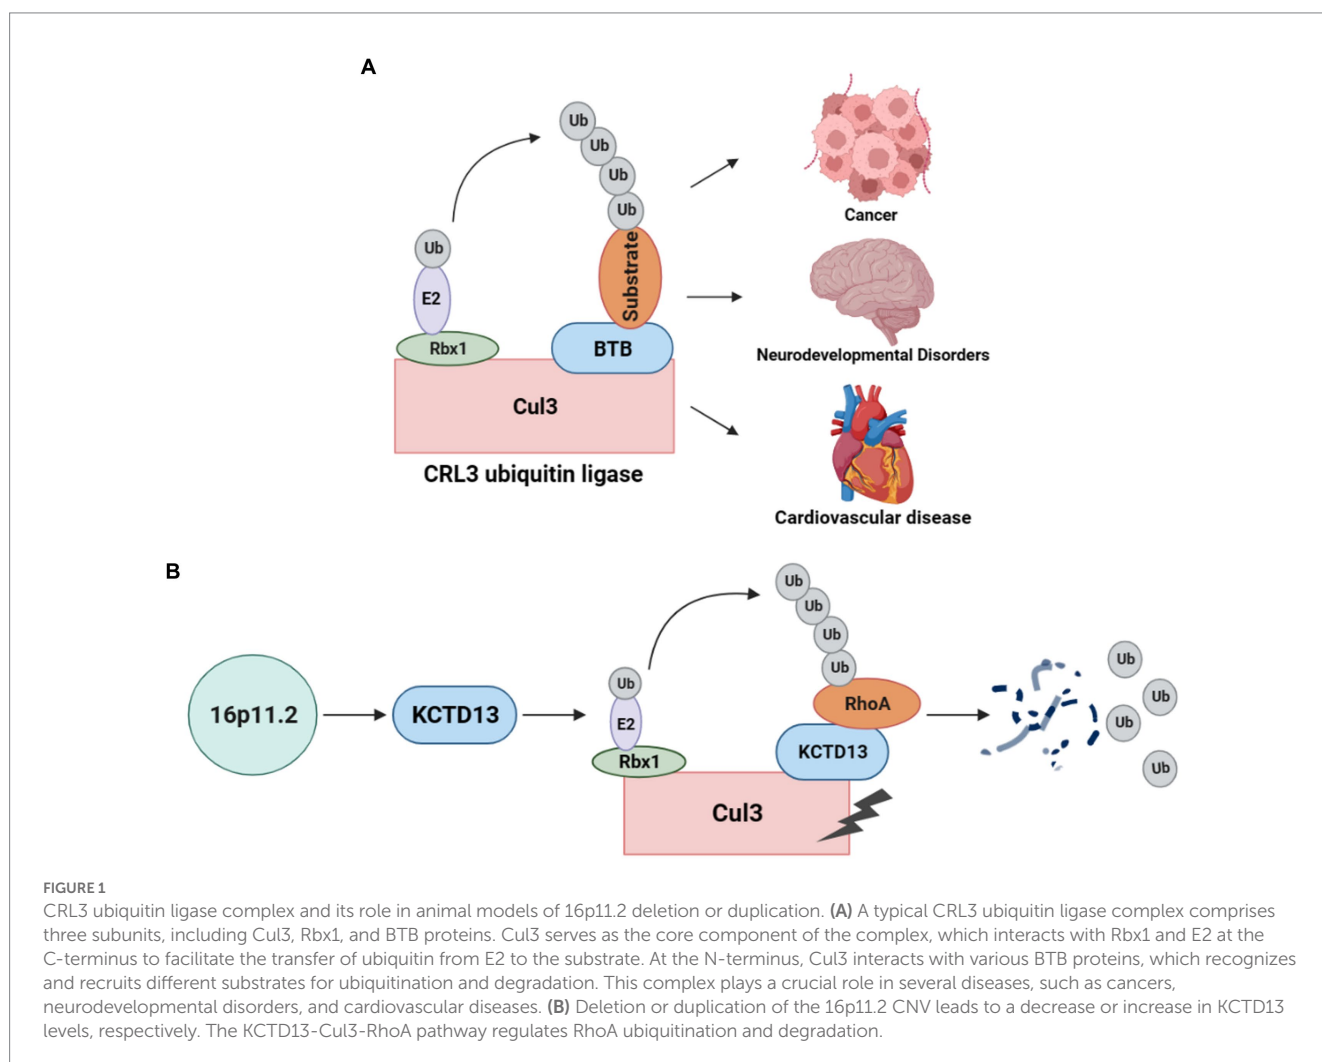 A
Ub
Ub
Ub
Ub
Ub
E2
Substrate
Rbx1
BTB
Cul3
CRL3 ubiquitin ligase
Cancer
Neurodevelopmental Disorders
Cardiovascular disease
B
16p11.2
KCTD13
Ub
E2
Rbx1
Ub
Ub
Ub
Ub
RhoA
KCTD13
Cul3
Ub
Ub
Ub
Ub
FIGURE 1
CRL3 ubiquitin ligase complex and its role in animal models of 16p11.2 deletion or duplication. (A) A typical CRL3 ubiquitin ligase complex comprises
three subunits, including Cul3, Rbx1, and BTB proteins. Cul3 serves as the core component of the complex, which interacts with Rbx1 and E2 at the
C-terminus to facilitate the transfer of ubiquitin from E2 to the substrate. At the N-terminus, Cul3 interacts with various BTB proteins, which recognizes
and recruits different substrates for ubiquitination and degradation. This complex plays a crucial role in several diseases, such as cancers,
neurodevelopmental disorders, and cardiovascular diseases. (B) Deletion or duplication of the 16p11.2 CNV leads to a decrease or increase in KCTD13
levels, respectively. The KCTD13-Cul3-RhoA pathway regulates RhoA ubiquitination and degradation.